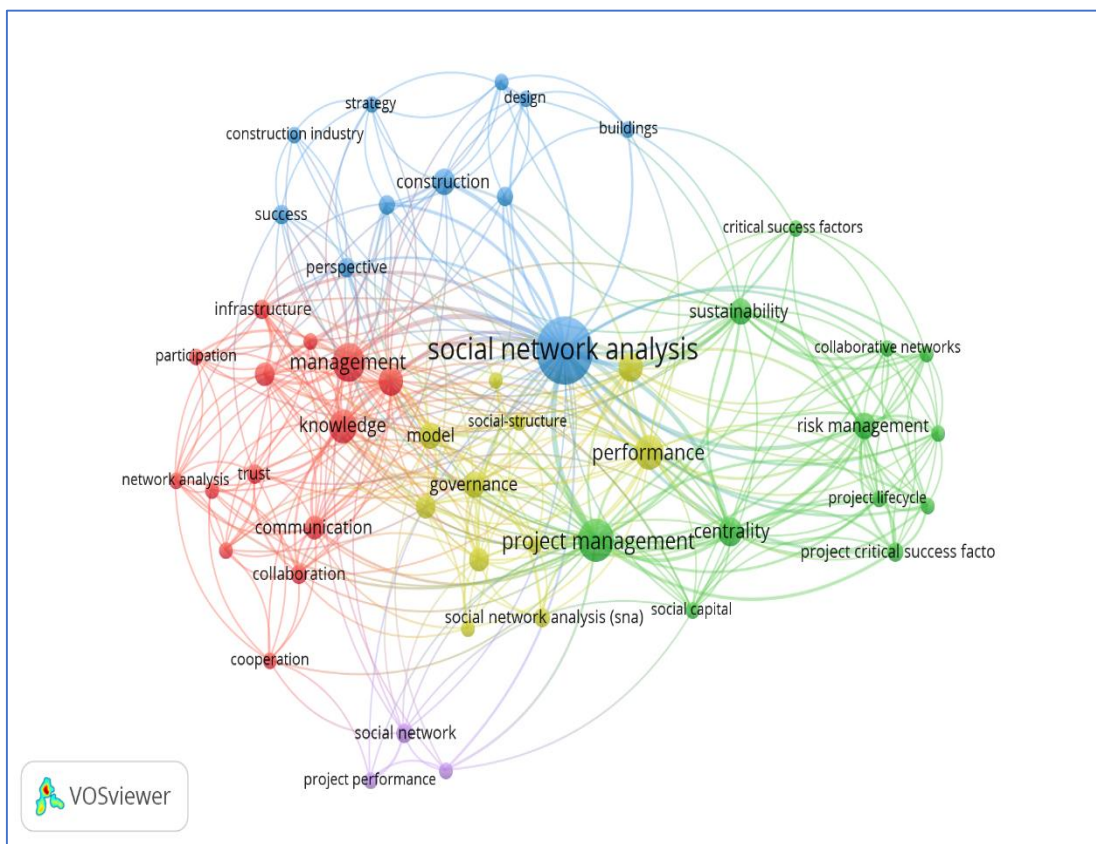 strategy
design
construction industry
buildings
construction
success
critical success factors
perspective
infrastructure
sustainability
social network analysis
participation
management
collaborative networks
social-structure
knowledge
model
risk management
performance
network analysis
trust
governance
project lifecycle
communication
project management
centrality
project critical success facto
collaboration
social network analysis (sna)
social capital
cooperation
social network
project performance
VOSviewer